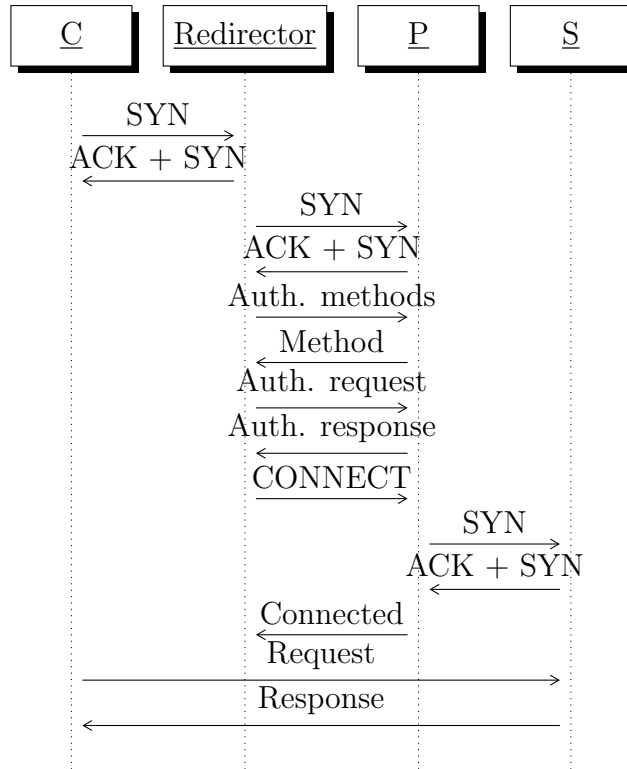 C
Redirector
P
S
SYN
ACK + SYN
SYN
ACK + SYN
Auth. methods
Method
Auth. request
Auth. response
CONNECT
SYN
ACK + SYN
Connected
Request
Response